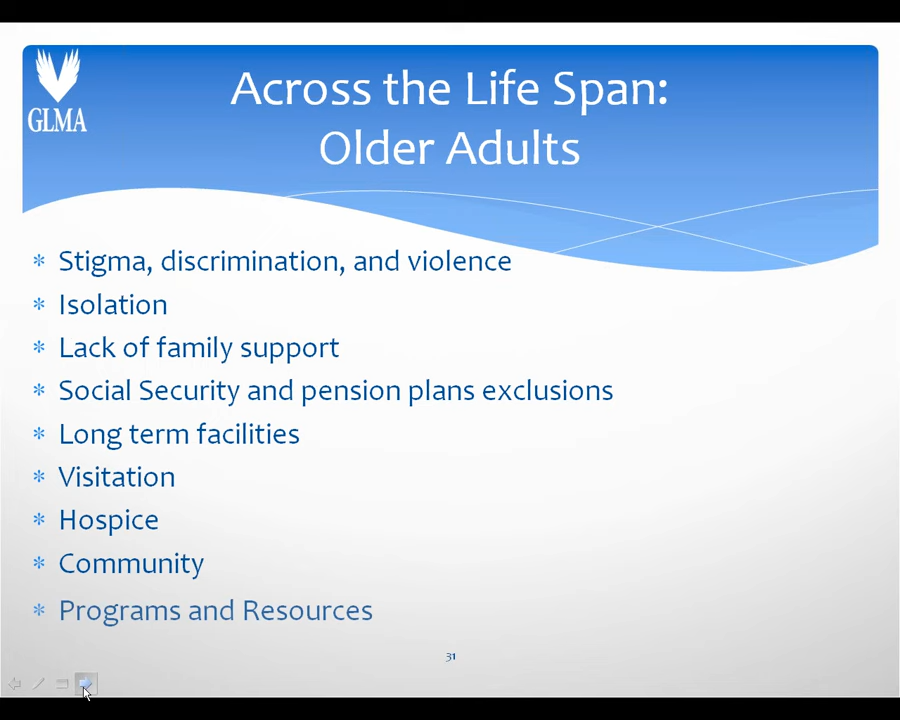 GLMA
Across the Life Span:
Older Adults
* Stigma, discrimination, and violence
* Isolation
* Lack of family support
* Social Security and pension plans exclusions
* Long term facilities
* Visitation
* Hospice
* Community
* Programs and Resources
31